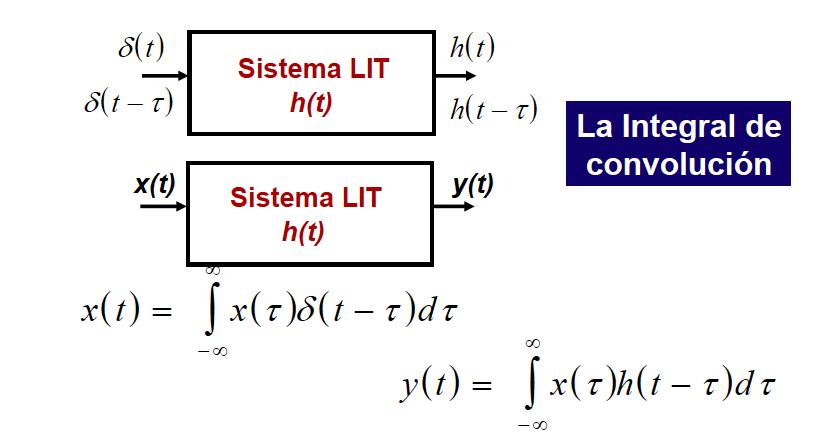 δ(t)
Sistema LIT
h(t)
δ(t − τ)
h(t)
h(t − τ)
La Integral de
convolución
x(t)
Sistema LIT
h(t)
y(t)
x(t) = ∫_{−∞}^{∞} x(τ)δ(t − τ)dτ
y(t) = ∫_{−∞}^{∞} x(τ)h(t − τ)dτ